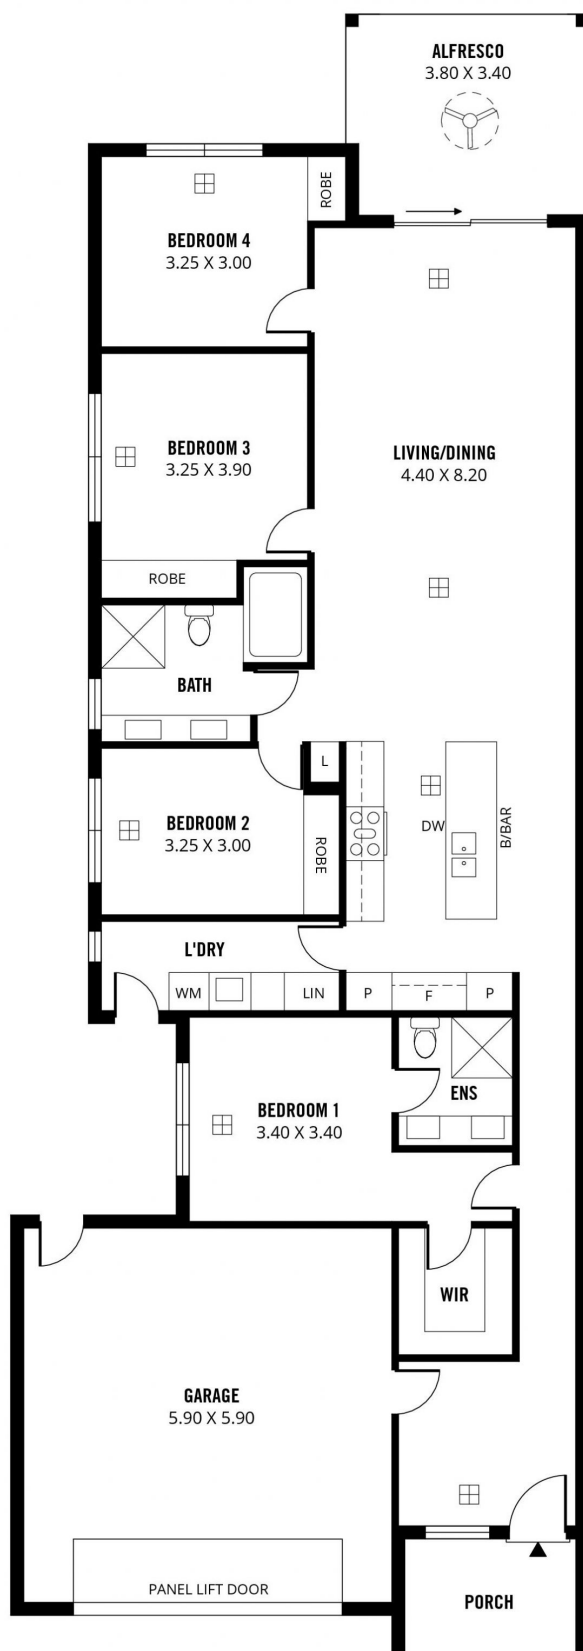 ALFRESCO
3.80 X 3.40
ROBE
BEDROOM 4
3.25 X 3.00
BEDROOM 3
3.25 X 3.90
LIVING/DINING
4.40 X 8.20
ROBE
BATH
L
BEDROOM 2
3.25 X 3.00
ROBE
DW
B/BAR
L'DRY
WM
LIN
P
F
P
BEDROOM 1
3.40 X 3.40
ENS
WIR
GARAGE
5.90 X 5.90
PANEL LIFT DOOR
PORCH